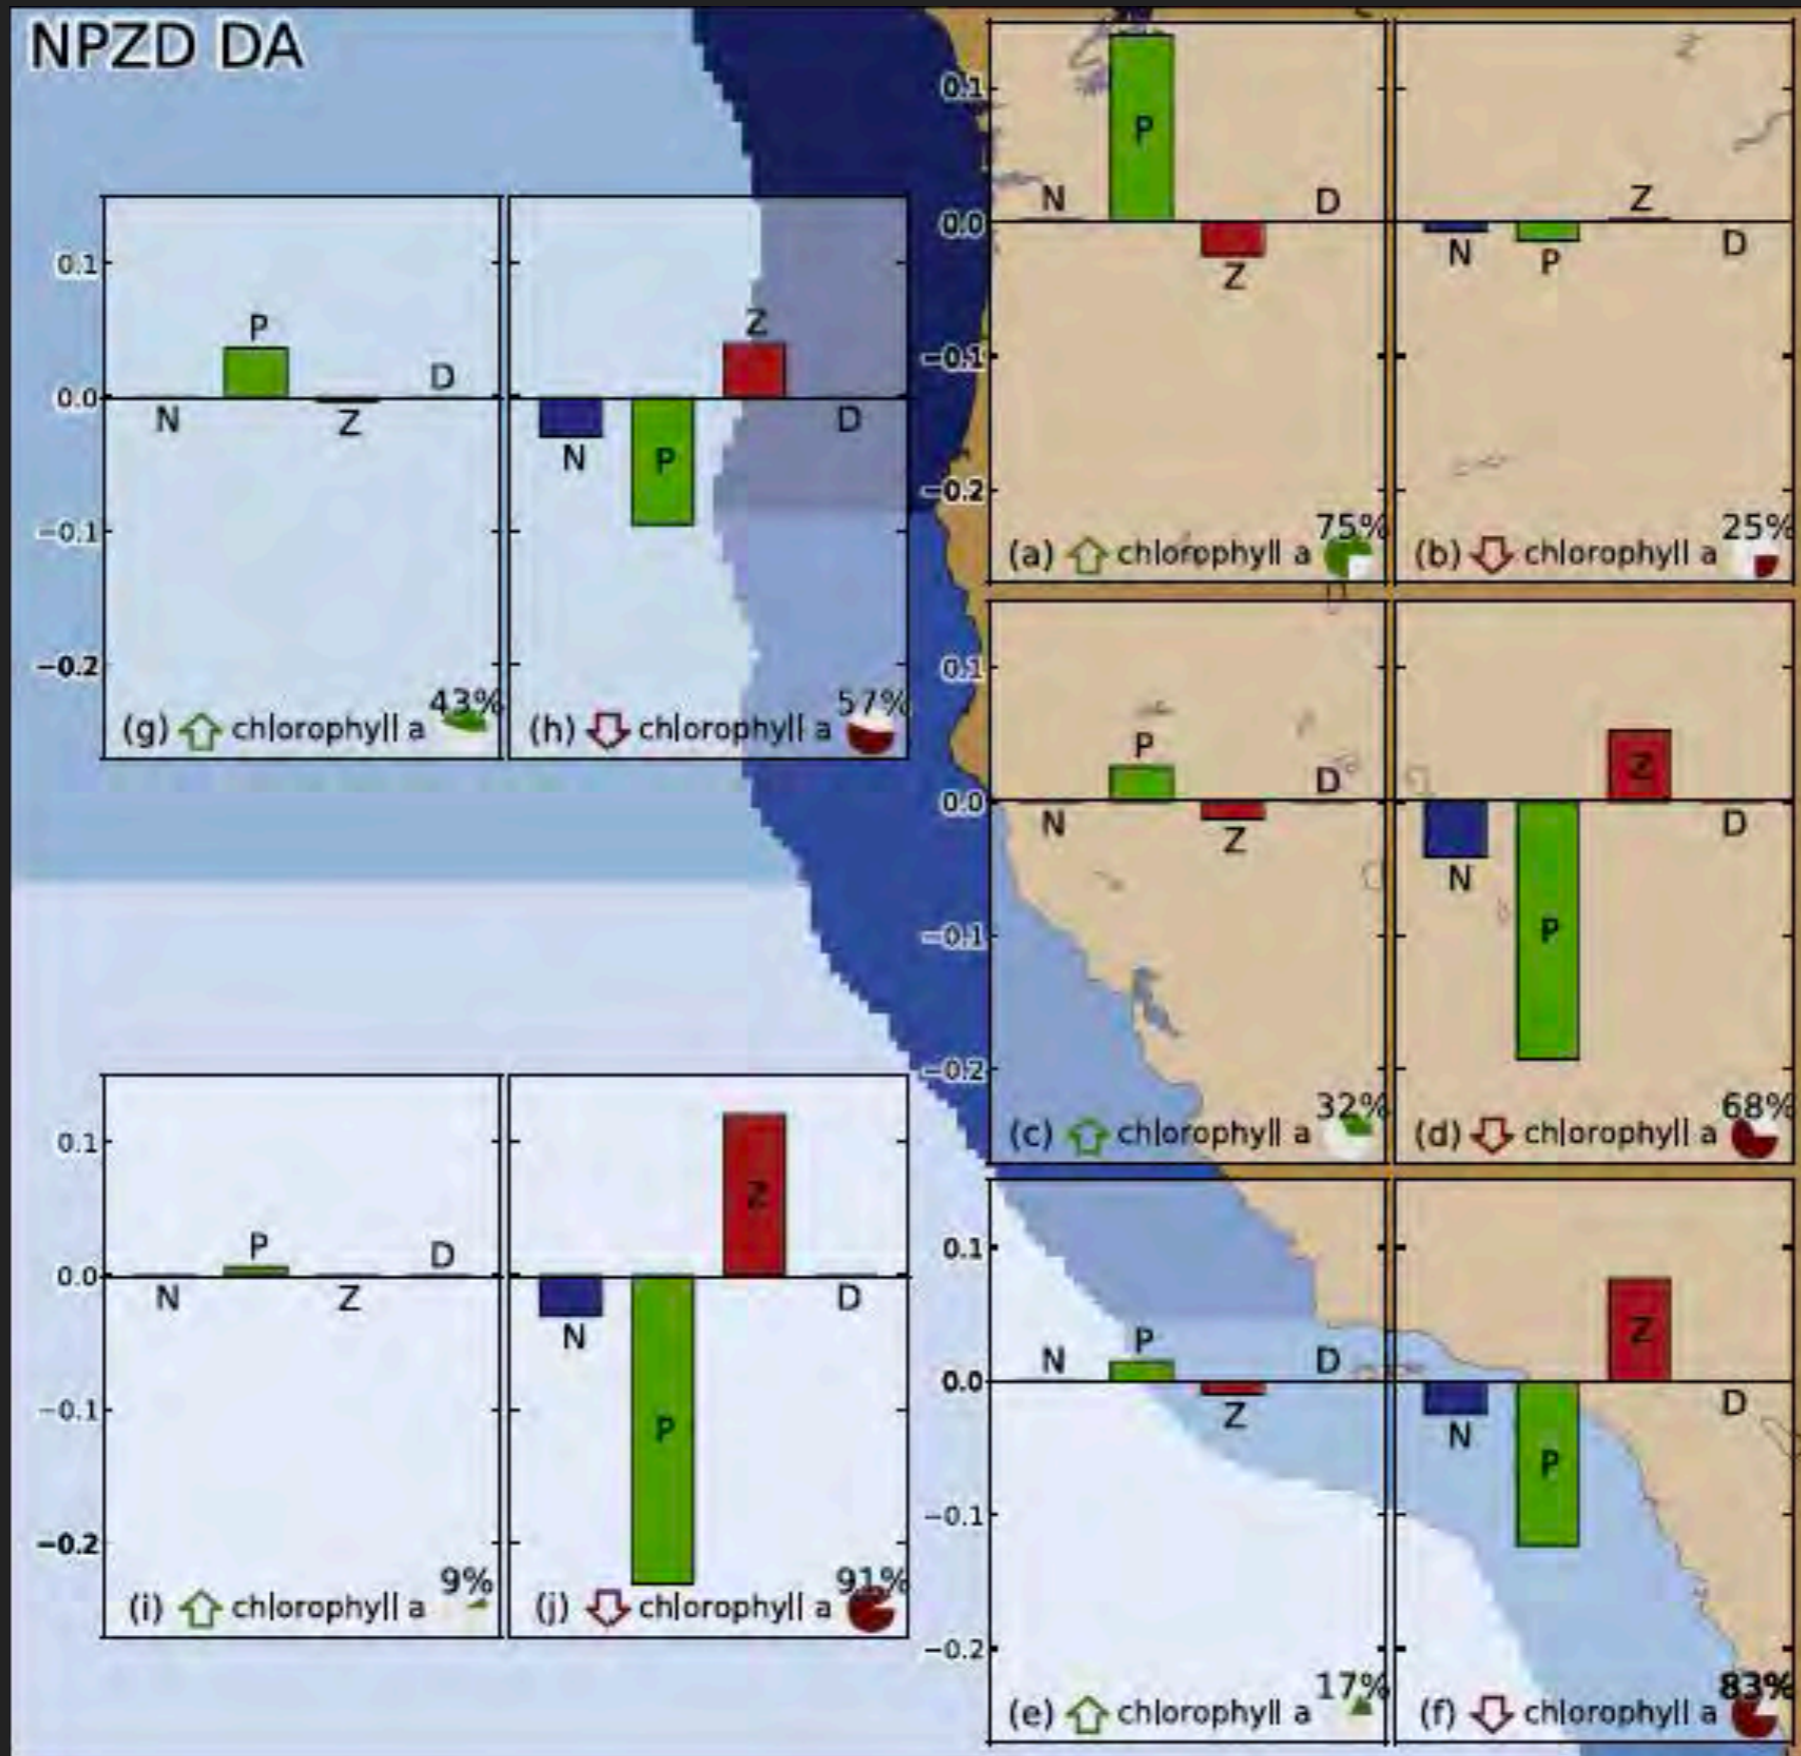 NPZD DA
0.1
0.0
−0.1
−0.2
N
P
Z
D
(a) chlorophyll a 75%
N
P
Z
D
(b) chlorophyll a 25%
0.1
0.0
−0.1
−0.2
N
P
Z
D
(g) chlorophyll a 43%
N
P
Z
D
(h) chlorophyll a 57%
0.1
0.0
−0.1
−0.2
N
P
Z
D
(c) chlorophyll a 32%
N
P
Z
D
(d) chlorophyll a 68%
0.1
0.0
−0.1
−0.2
N
P
Z
D
(i) chlorophyll a 9%
N
P
Z
D
(j) chlorophyll a 91%
0.1
0.0
−0.1
−0.2
N
P
Z
D
(e) chlorophyll a 17%
N
P
Z
D
(f) chlorophyll a 83%